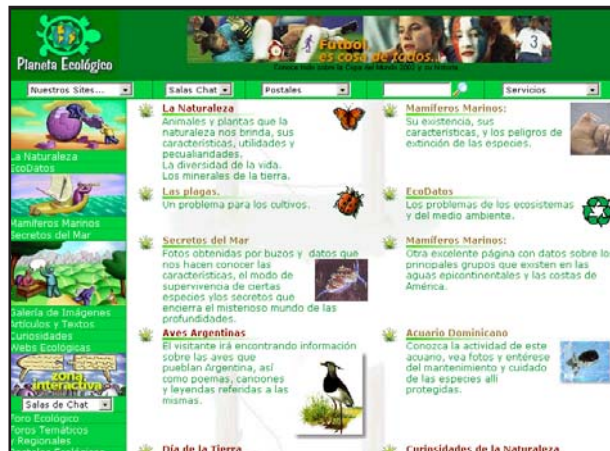 Planeta Ecológico
Fútbol
es cosa de todos..
Conozca todo sobre la Copa del Mundo 2002 y su historia
Nuestros Sites...
Salas Chat
Postales
Servicios
La Naturaleza
EcoDatos
Mamíferos Marinos
Secretos del Mar
Galería de Imágenes
Artículos y Textos
Curiosidades
Webs Ecológicas
zona
interactiva
Salas de Chat
Foro Ecológico
Foros Temáticos
y Regionales
La Naturaleza
Animales y plantas que la
naturaleza nos brinda, sus
características, utilidades y
pecualiaridades.
La diversidad de la vida.
Los minerales de la tierra.
Las plagas.
Un problema para los cultivos.
Secretos del Mar
Fotos obtenidas por buzos y datos que
nos hacen conocer las
características, el modo de
supervivencia de ciertas
especies ylos secretos que
encierra el misterioso mundo de las
profundidades.
Aves Argentinas
El visitante irá encontrando información
sobre las aves que
pueblan Argentina, así
como poemas, canciones
y leyendas referidas a las
mismas.
Día de la Tierra
Mamíferos Marinos:
Su existencia, sus
características, y los peligros de
extinción de las especies.
EcoDatos
Los problemas de los ecosistemas
y del medio ambiente.
Mamíferos Marinos:
Otra excelente página con datos sobre los
principales grupos que existen en las
aguas epicontinentales y las costas de
América.
Acuario Dominicano
Conozca la actividad de este
acuario, vea fotos y entérese
del mantenimiento y cuidado
de las especies allí
protegidas.
Curiosidades de la Naturaleza